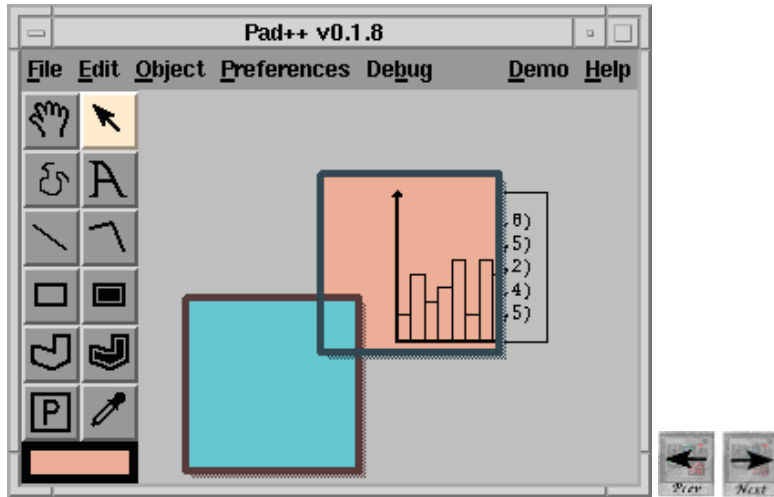 Pad++ v0.1.8
File Edit Object Preferences Debug Demo Help
A
,8)
,5)
,2)
,4)
,5)
P
Prev Next